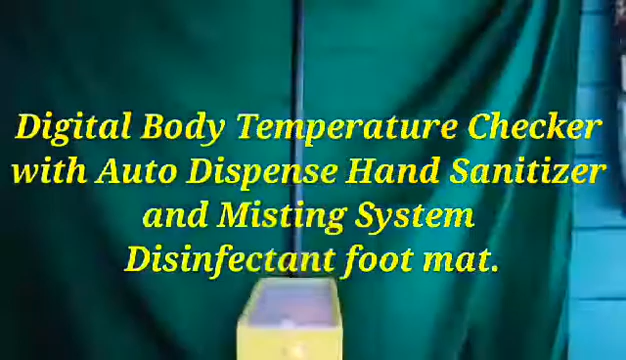 Digital Body Temperature Checker
with Auto Dispense Hand Sanitizer
and Misting System
Disinfectant foot mat.